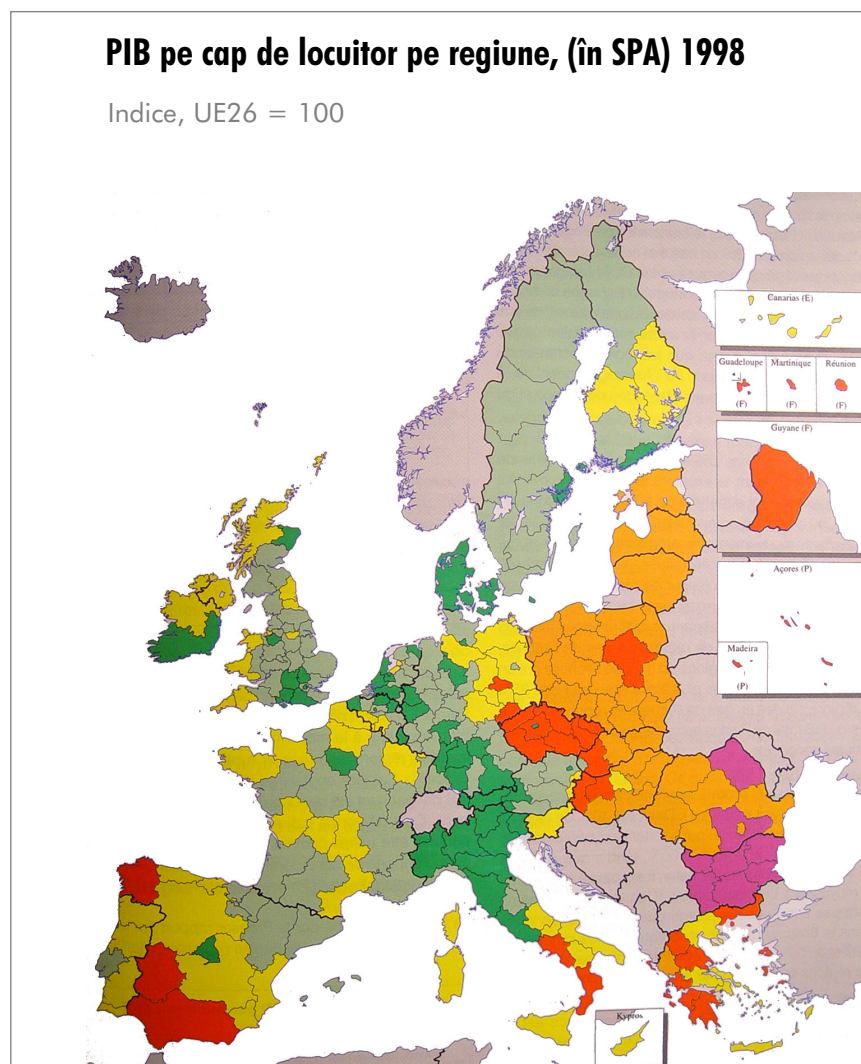 PIB pe cap de locuitor pe regiune, (în SPA) 1998
Indice, UE26 = 100
Canarias (E)
Guadeloupe
Martinique
Réunion
(F)
(F)
(F)
Guyane (F)
Açores (P)
Madeira
(P)
Kypros